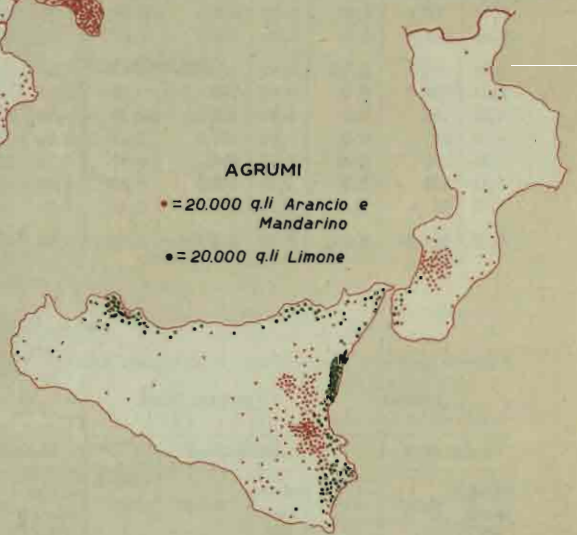 AGRUMI
• = 20.000 q.li Arancio e
Mandarino
• = 20.000 q.li Limone